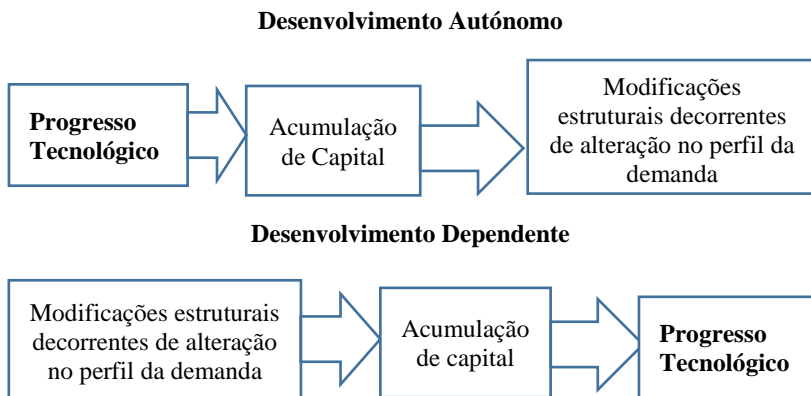 Desenvolvimento Autónomo
Progresso
Tecnológico
Acumulação
de Capital
Modificações
estruturais decorrentes
de alteração no perfil da
demanda
Desenvolvimento Dependente
Modificações estruturais
decorrentes de alteração
no perfil da demanda
Acumulação
de capital
Progresso
Tecnológico